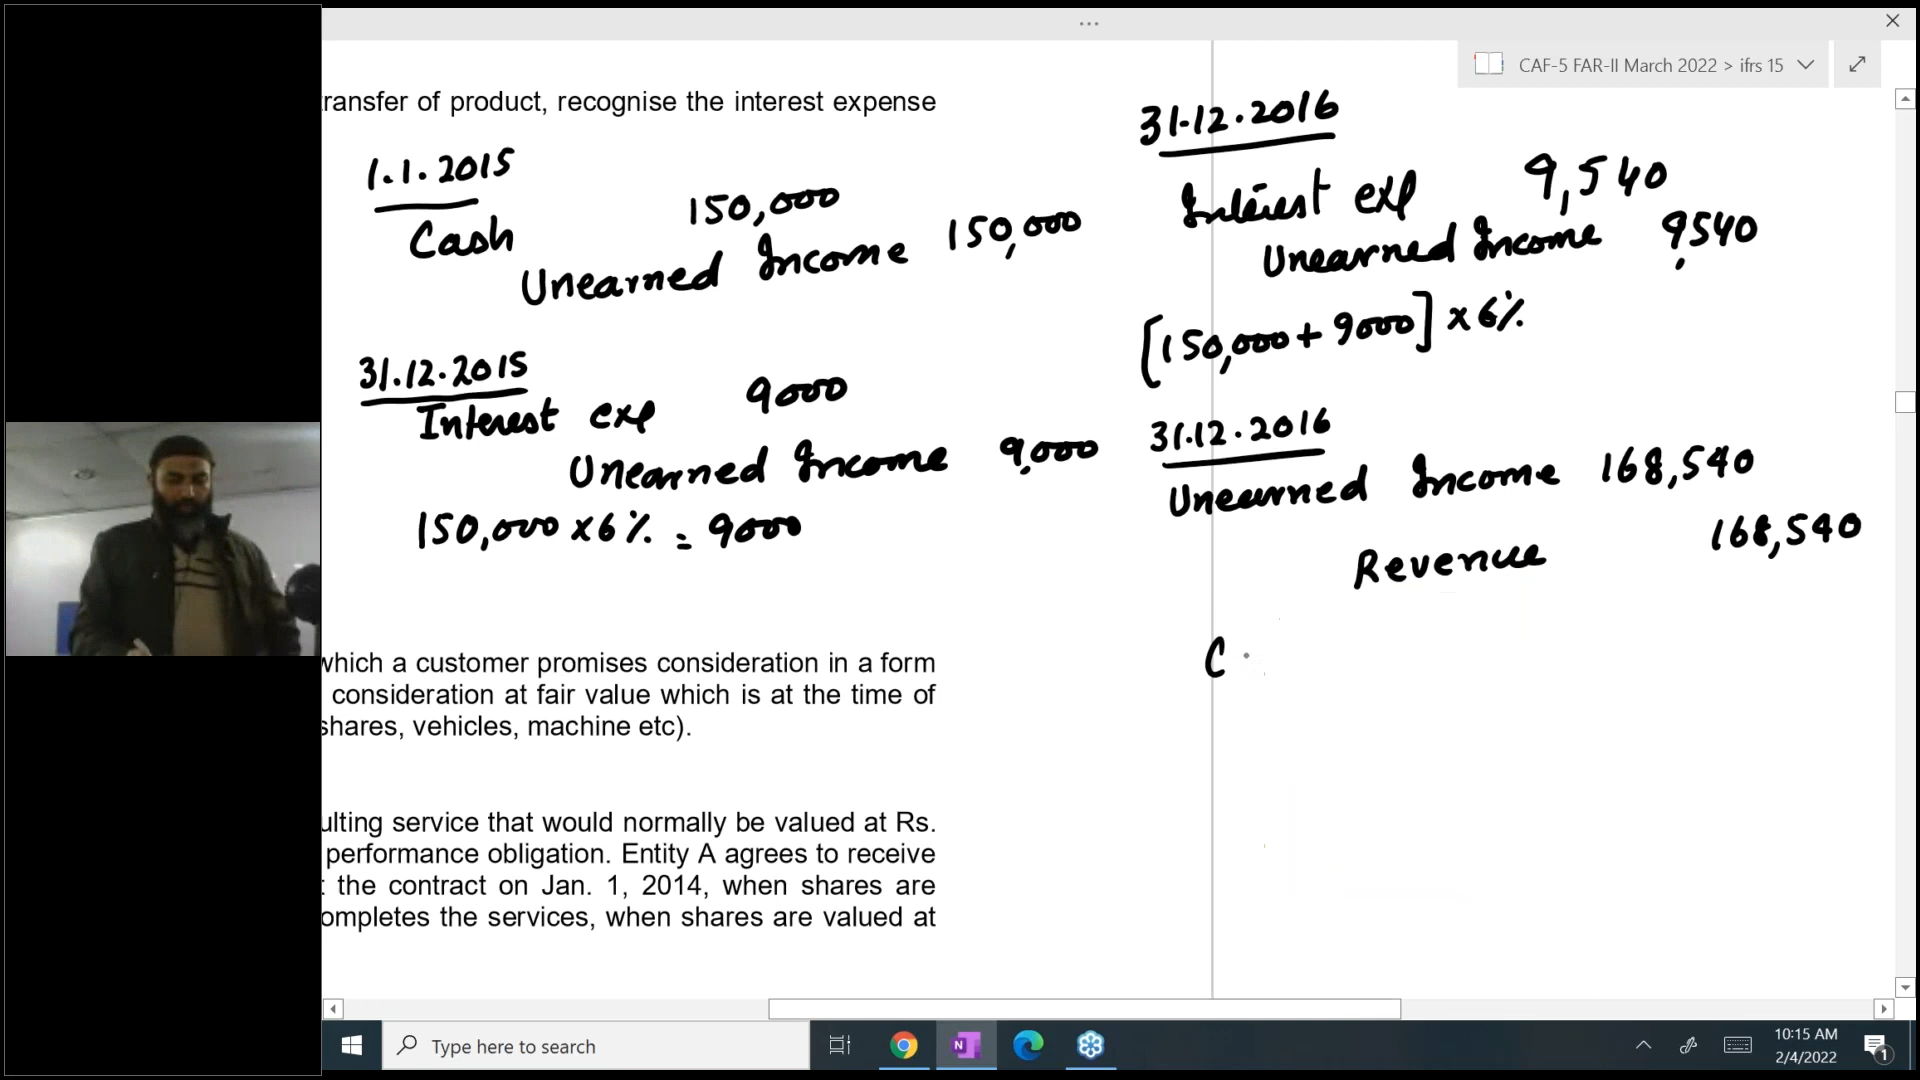 CAF-5 FAR-II March 2022 > ifrs 15
transfer of product, recognise the interest expense
1.1.2015
Cash 150,000
Unearned Income 150,000
31.12.2015
Interest exp 9000
Unearned Income 9,000
150,000 x 6% = 9000
which a customer promises consideration in a form
consideration at fair value which is at the time of
shares, vehicles, machine etc).
ulting service that would normally be valued at Rs.
performance obligation. Entity A agrees to receive
the contract on Jan. 1, 2014, when shares are
ompletes the services, when shares are valued at
31.12.2016
Interest exp 9,540
Unearned Income 9,540
[150,000 + 9000] x 6%
31.12.2016
Unearned Income 168,540
Revenue 168,540
C
Type here to search
N
10:15 AM
2/4/2022
1